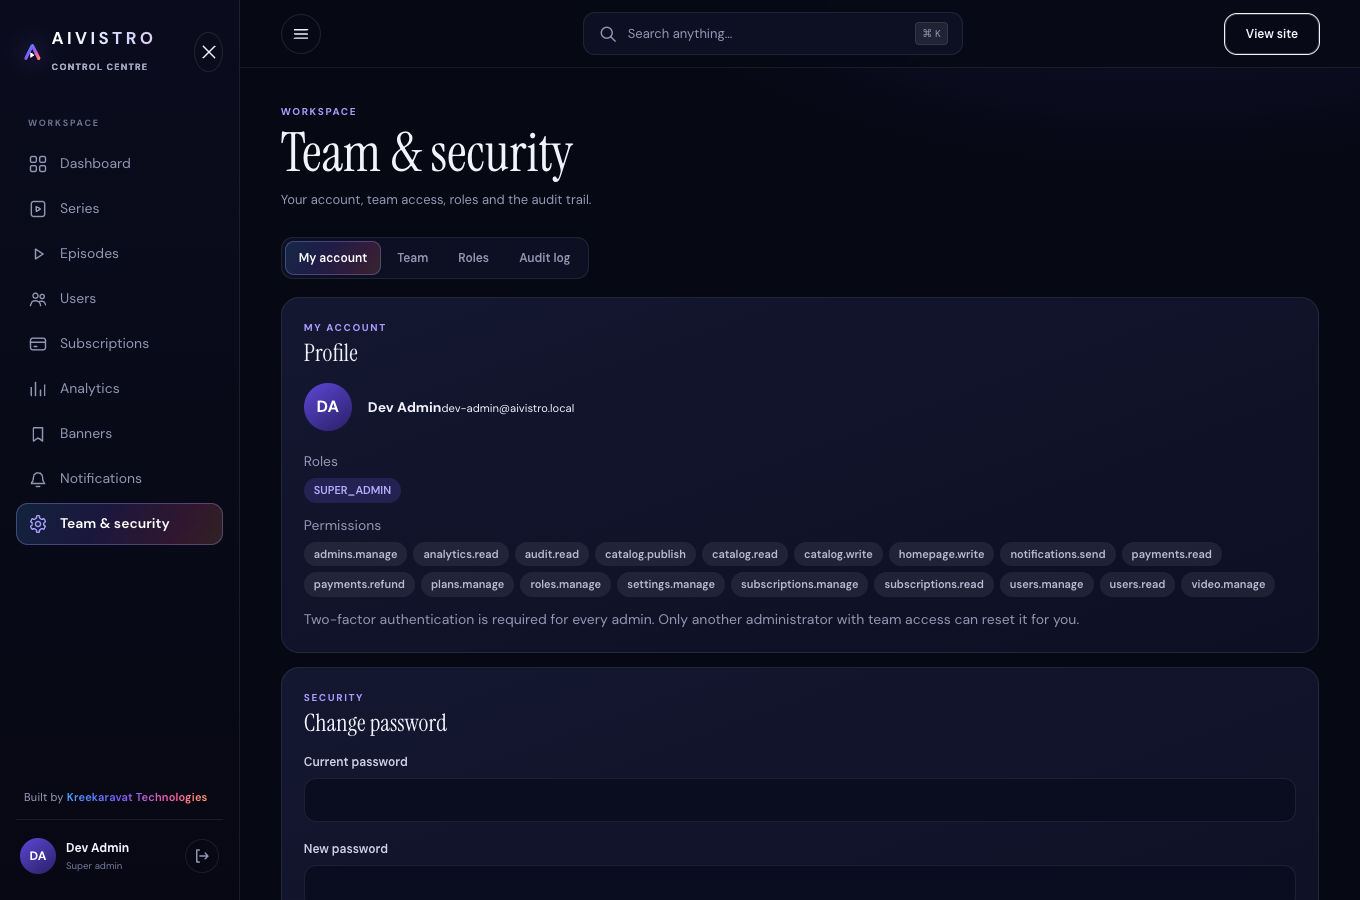 AIVISTRO
CONTROL CENTRE
WORKSPACE
Dashboard
Series
Episodes
Users
Subscriptions
Analytics
Banners
Notifications
Team & security
Built by Kreekaravat Technologies
DA
Dev Admin
Super admin
Search anything...
⌘ K
View site
WORKSPACE
Team & security
Your account, team access, roles and the audit trail.
My account Team Roles Audit log
MY ACCOUNT
Profile
DA Dev Admindev-admin@aivistro.local
Roles
SUPER_ADMIN
Permissions
admins.manage analytics.read audit.read catalog.publish catalog.read catalog.write homepage.write notifications.send payments.read
payments.refund plans.manage roles.manage settings.manage subscriptions.manage subscriptions.read users.manage users.read video.manage
Two-factor authentication is required for every admin. Only another administrator with team access can reset it for you.
SECURITY
Change password
Current password
New password